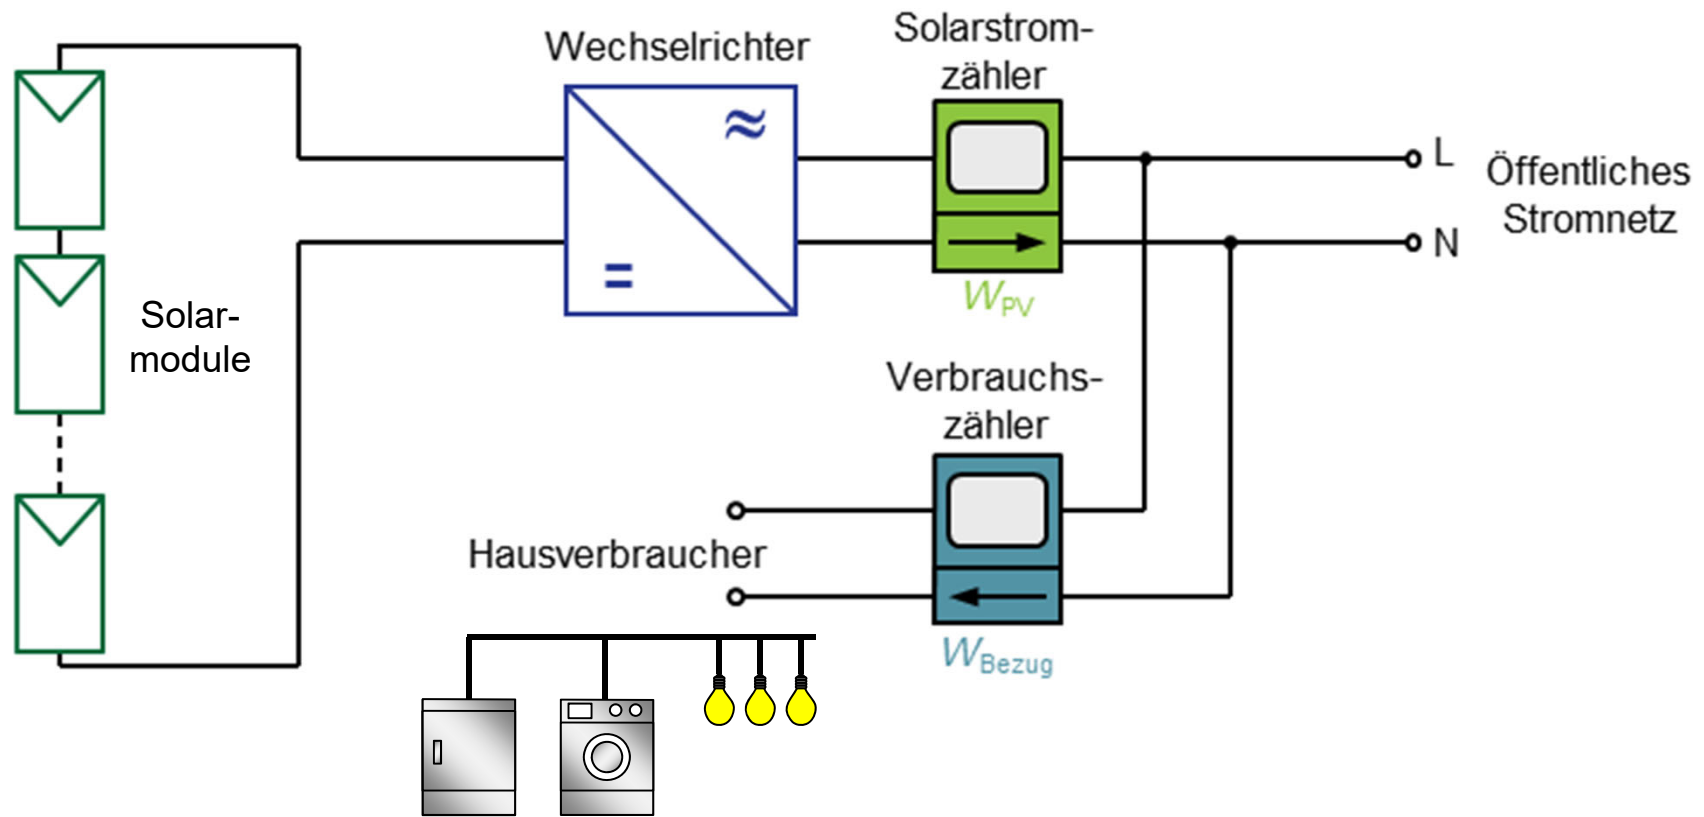 Wechselrichter
Solarstrom-
zähler
≈
=
W_PV
L
N
Öffentliches
Stromnetz
Solar-
module
Verbrauchs-
zähler
Hausverbraucher
W_Bezug